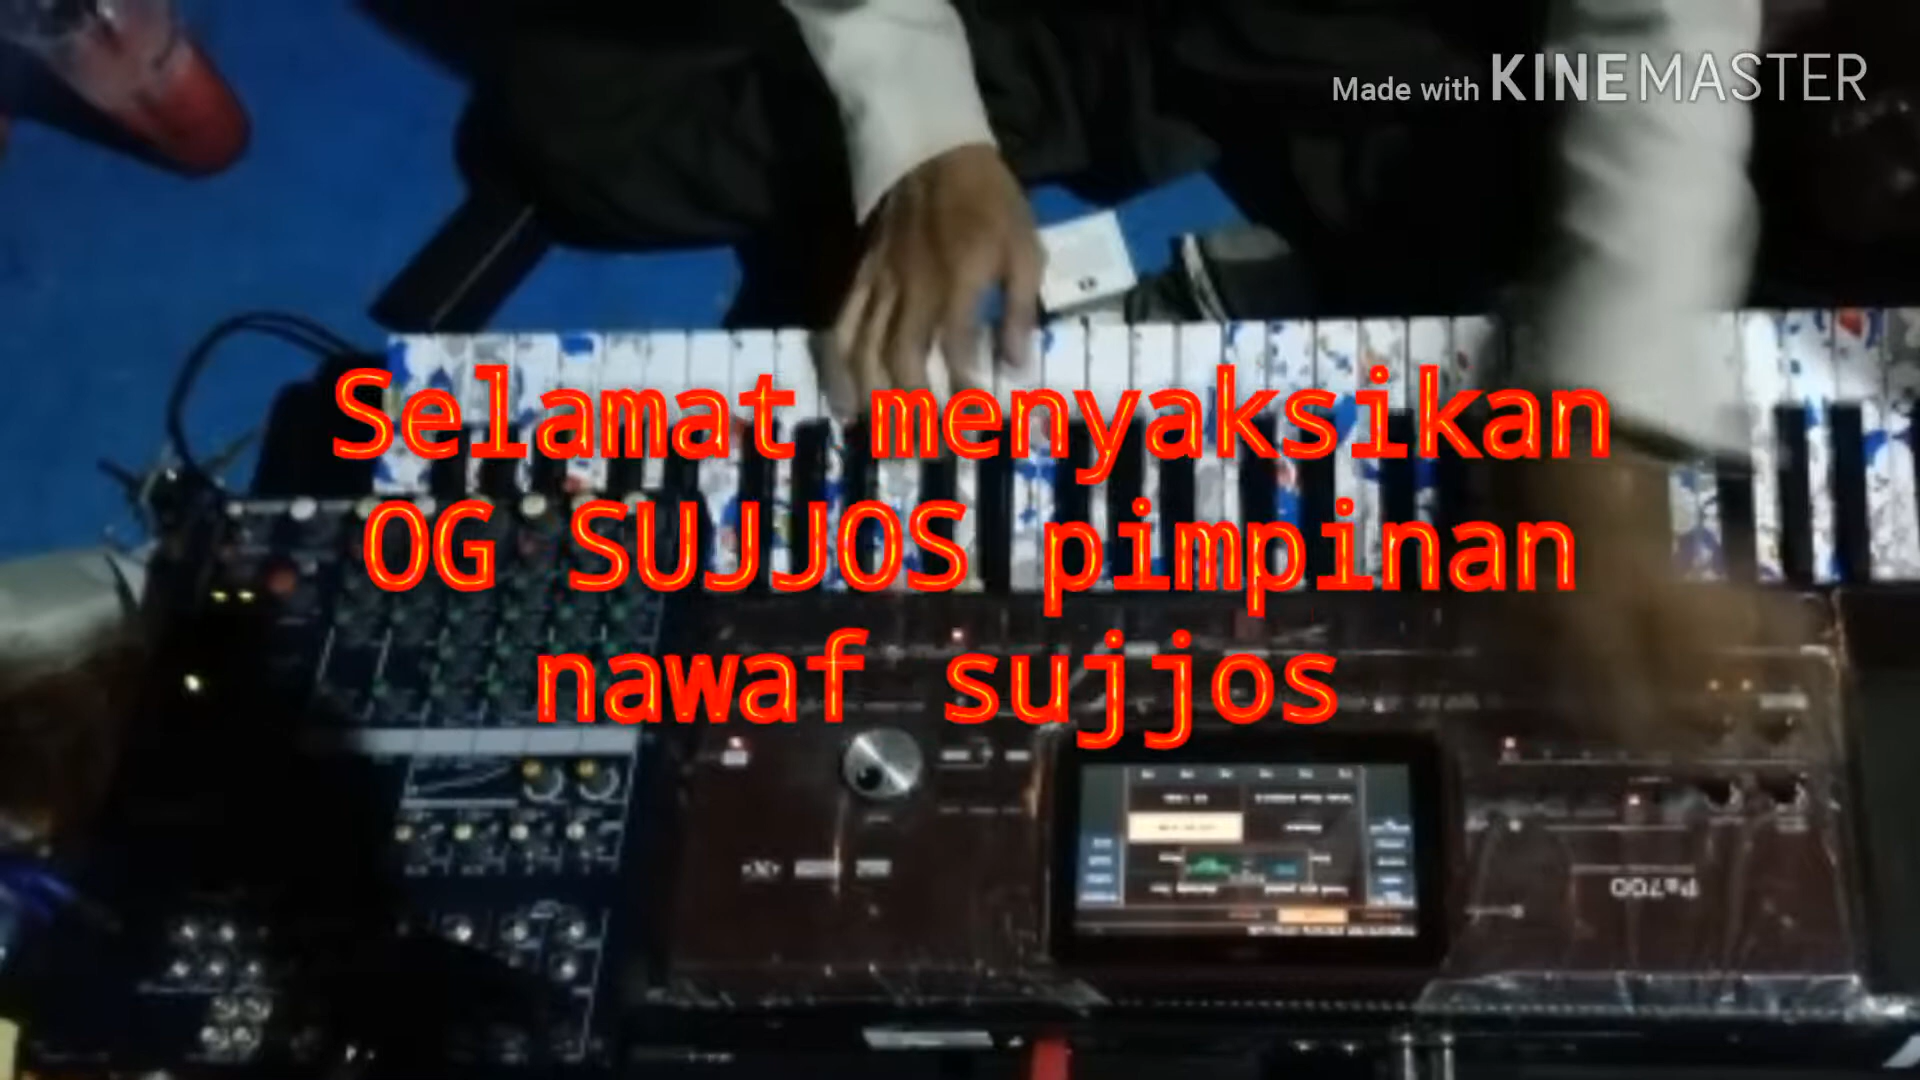 Made with KINEMASTER
Selamat menyaksikan
OG SUJJOS pimpinan
nawaf sujjos
Pa700